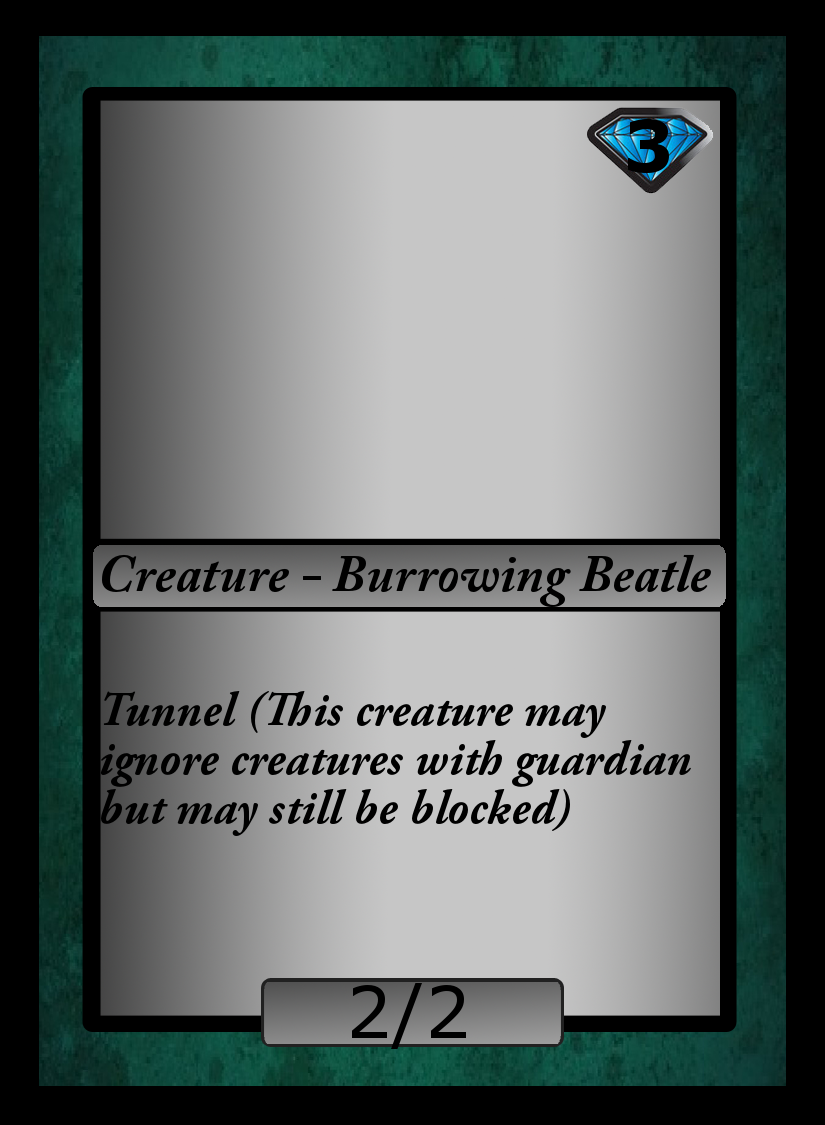 3
Creature - Burrowing Beatle
Tunnel (This creature may
ignore creatures with guardian
but may still be blocked)
2/2